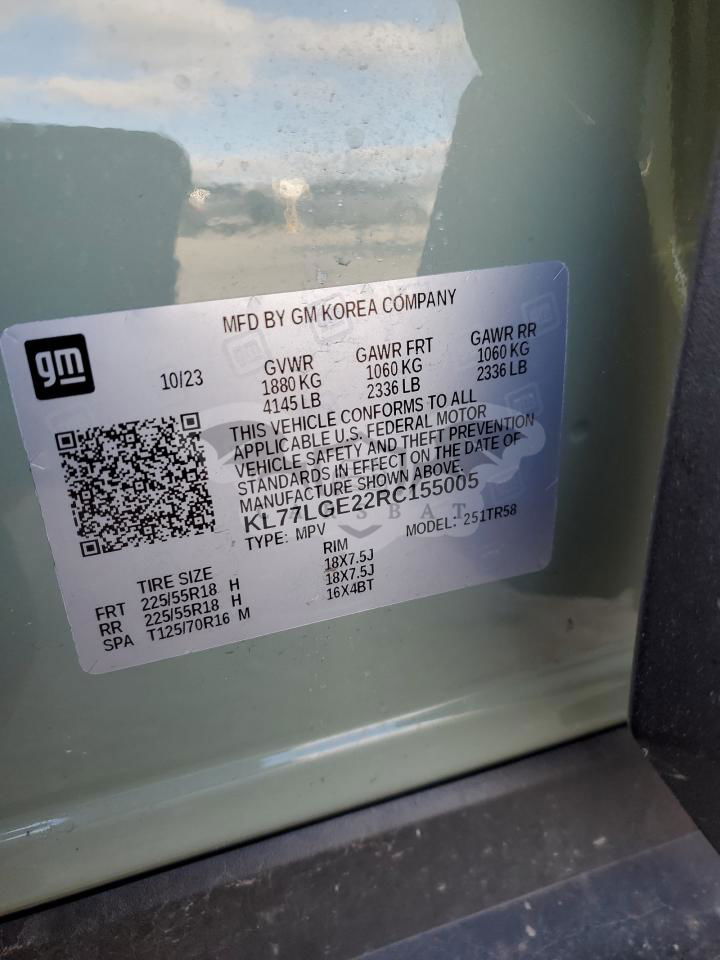 MFD BY GM KOREA COMPANY
gm
10/23
GVWR
1880 KG
4145 LB
GAWR FRT
1060 KG
2336 LB
GAWR RR
1060 KG
2336 LB
THIS VEHICLE CONFORMS TO ALL
APPLICABLE U.S. FEDERAL MOTOR
VEHICLE SAFETY AND THEFT PREVENTION
STANDARDS IN EFFECT ON THE DATE OF
MANUFACTURE SHOWN ABOVE.
KL77LGE22RC155005
TYPE: MPV
MODEL: 251TR58
TIRE SIZE
RIM
FRT 225/55R18 H 18X7.5J
RR 225/55R18 H 18X7.5J
SPA T125/70R16 M 16X4BT